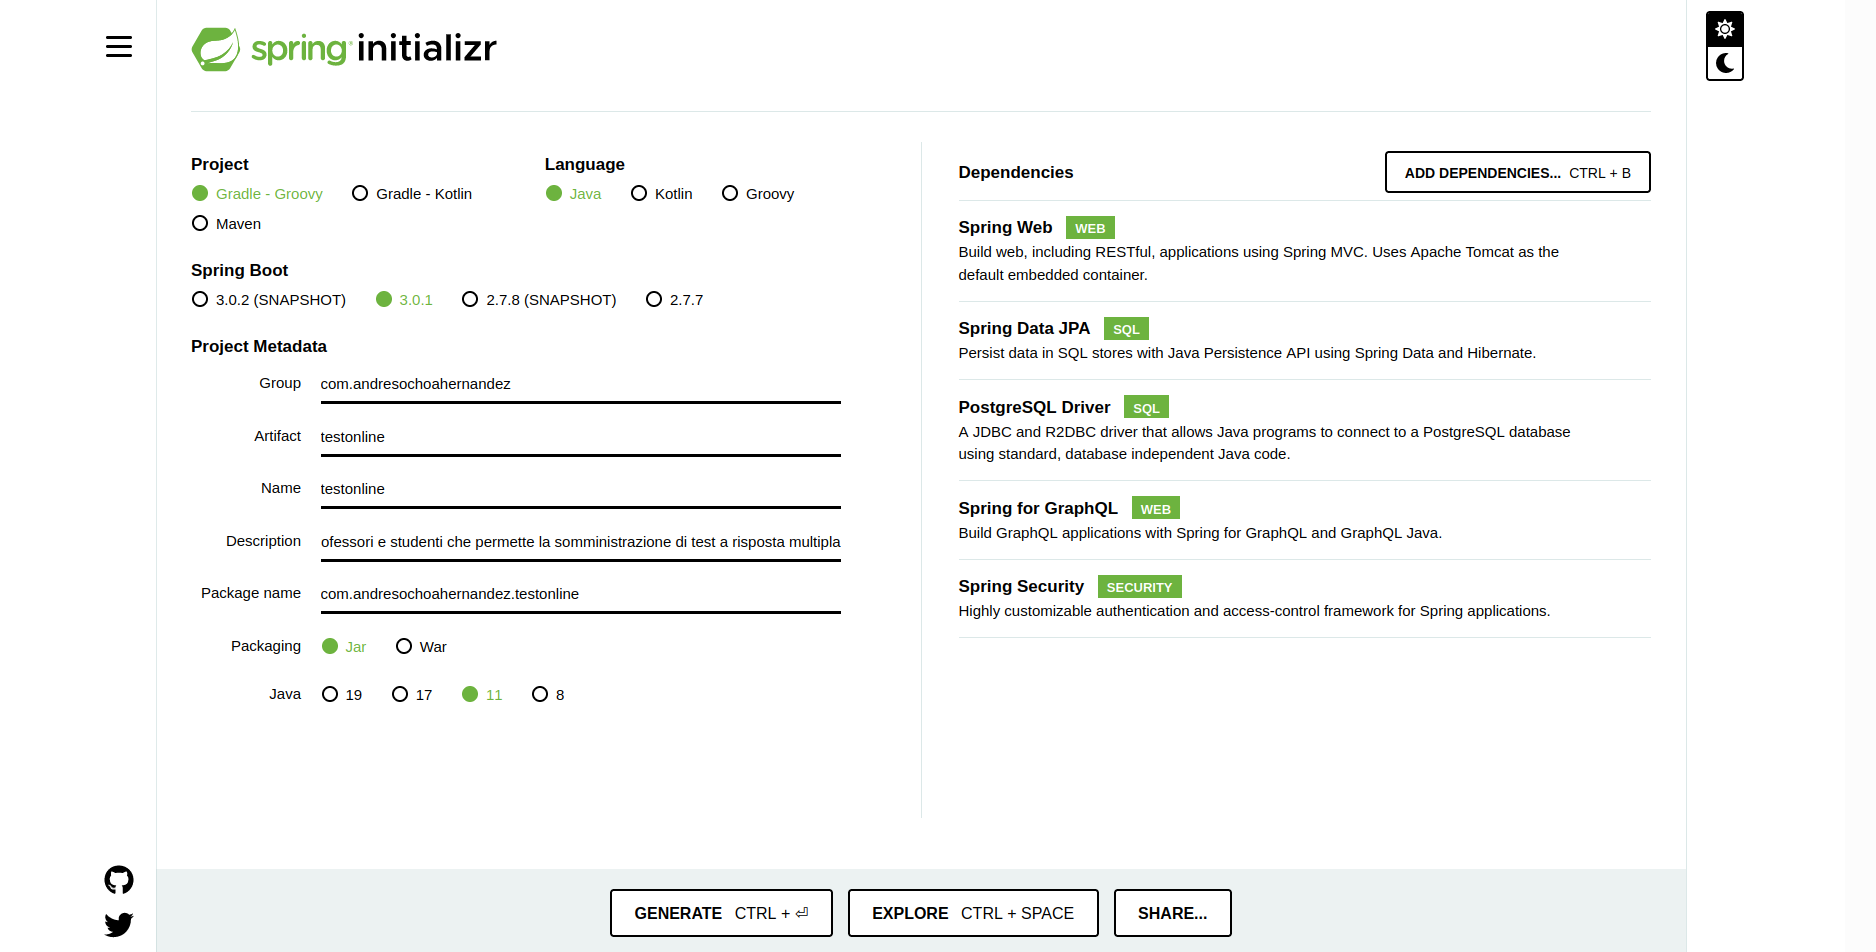 spring initializr
Project
Gradle - Groovy
Gradle - Kotlin
Maven
Language
Java
Kotlin
Groovy
Spring Boot
3.0.2 (SNAPSHOT)
3.0.1
2.7.8 (SNAPSHOT)
2.7.7
Project Metadata
Group
com.andresochoahernandez
Artifact
testonline
Name
testonline
Description
ofessori e studenti che permette la somministrazione di test a risposta multipla
Package name
com.andresochoahernandez.testonline
Packaging
Jar
War
Java
19
17
11
8
Dependencies
ADD DEPENDENCIES... CTRL + B
Spring Web WEB
Build web, including RESTful, applications using Spring MVC. Uses Apache Tomcat as the
default embedded container.
Spring Data JPA SQL
Persist data in SQL stores with Java Persistence API using Spring Data and Hibernate.
PostgreSQL Driver SQL
A JDBC and R2DBC driver that allows Java programs to connect to a PostgreSQL database
using standard, database independent Java code.
Spring for GraphQL WEB
Build GraphQL applications with Spring for GraphQL and GraphQL Java.
Spring Security SECURITY
Highly customizable authentication and access-control framework for Spring applications.
GENERATE CTRL + ⏎
EXPLORE CTRL + SPACE
SHARE...